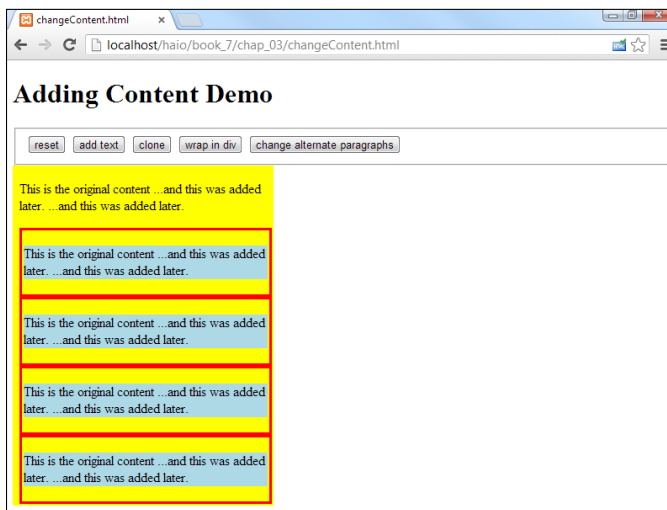 changeContent.html
localhost/haio/book_7/chap_03/changeContent.html
Adding Content Demo
reset add text clone wrap in div change alternate paragraphs
This is the original content ...and this was added
later. ...and this was added later.
This is the original content ...and this was added
later. ...and this was added later.
This is the original content ...and this was added
later. ...and this was added later.
This is the original content ...and this was added
later. ...and this was added later.
This is the original content ...and this was added
later. ...and this was added later.